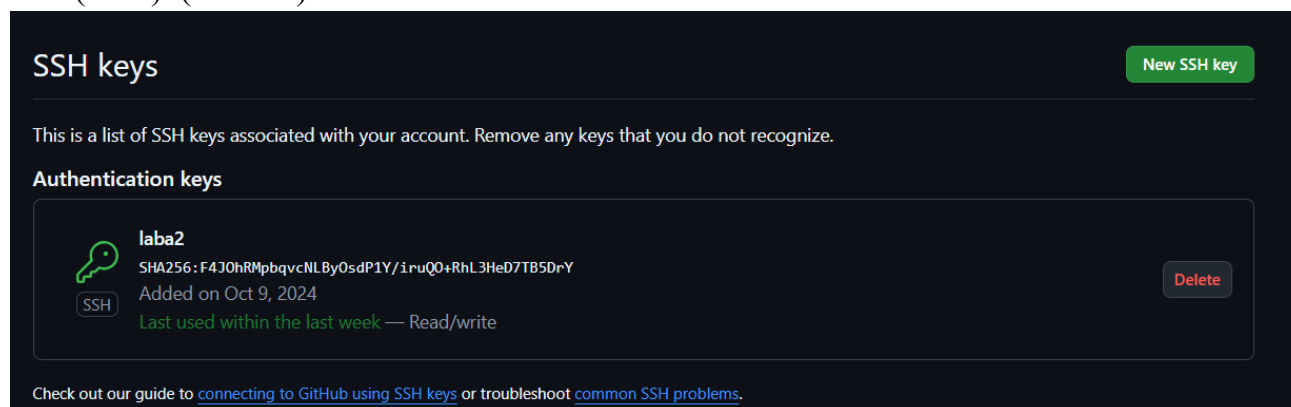 SSH keys
New SSH key
This is a list of SSH keys associated with your account. Remove any keys that you do not recognize.
Authentication keys
laba2
SHA256:F4JOhRMpbqvcNLByOsdP1Y/iruQO+RhL3HeD7TB5DrY
SSH
Added on Oct 9, 2024
Last used within the last week — Read/write
Delete
Check out our guide to connecting to GitHub using SSH keys or troubleshoot common SSH problems.